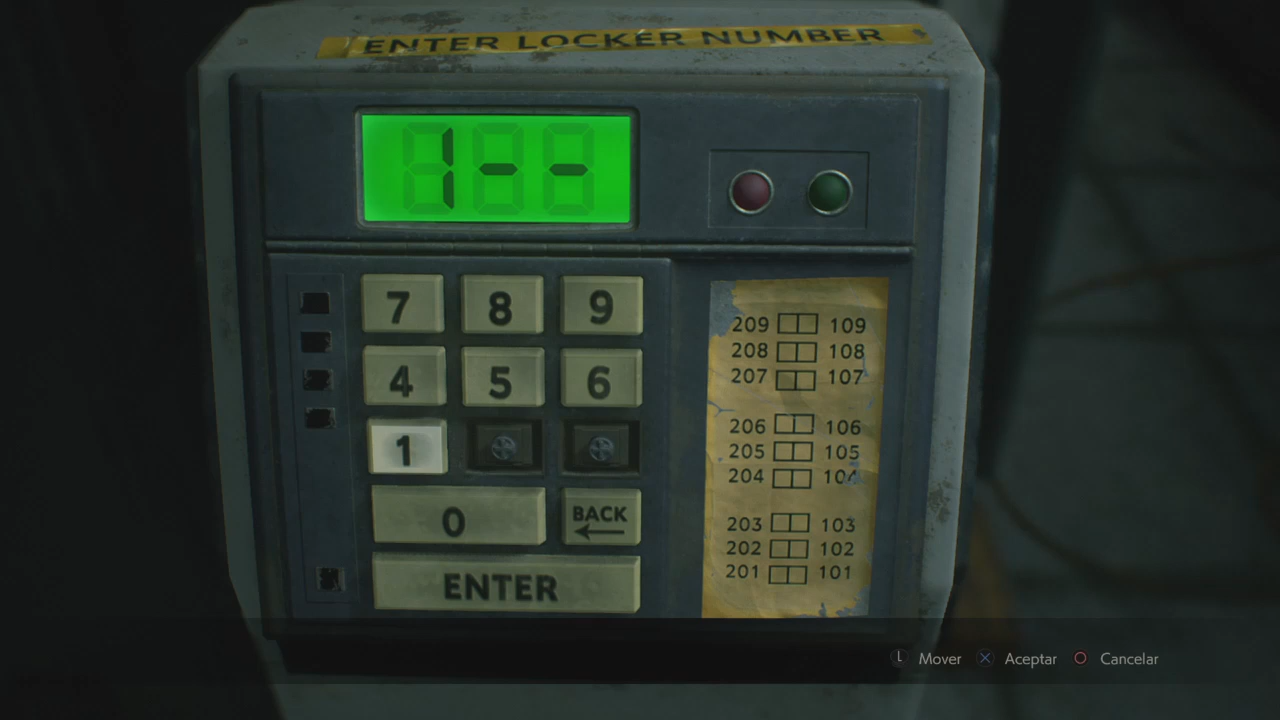 ENTER LOCKER NUMBER
1--
7 8 9
4 5 6
1
0 BACK
ENTER
209 109
208 108
207 107
206 106
205 105
204 104
203 103
202 102
201 101
L Mover Aceptar Cancelar